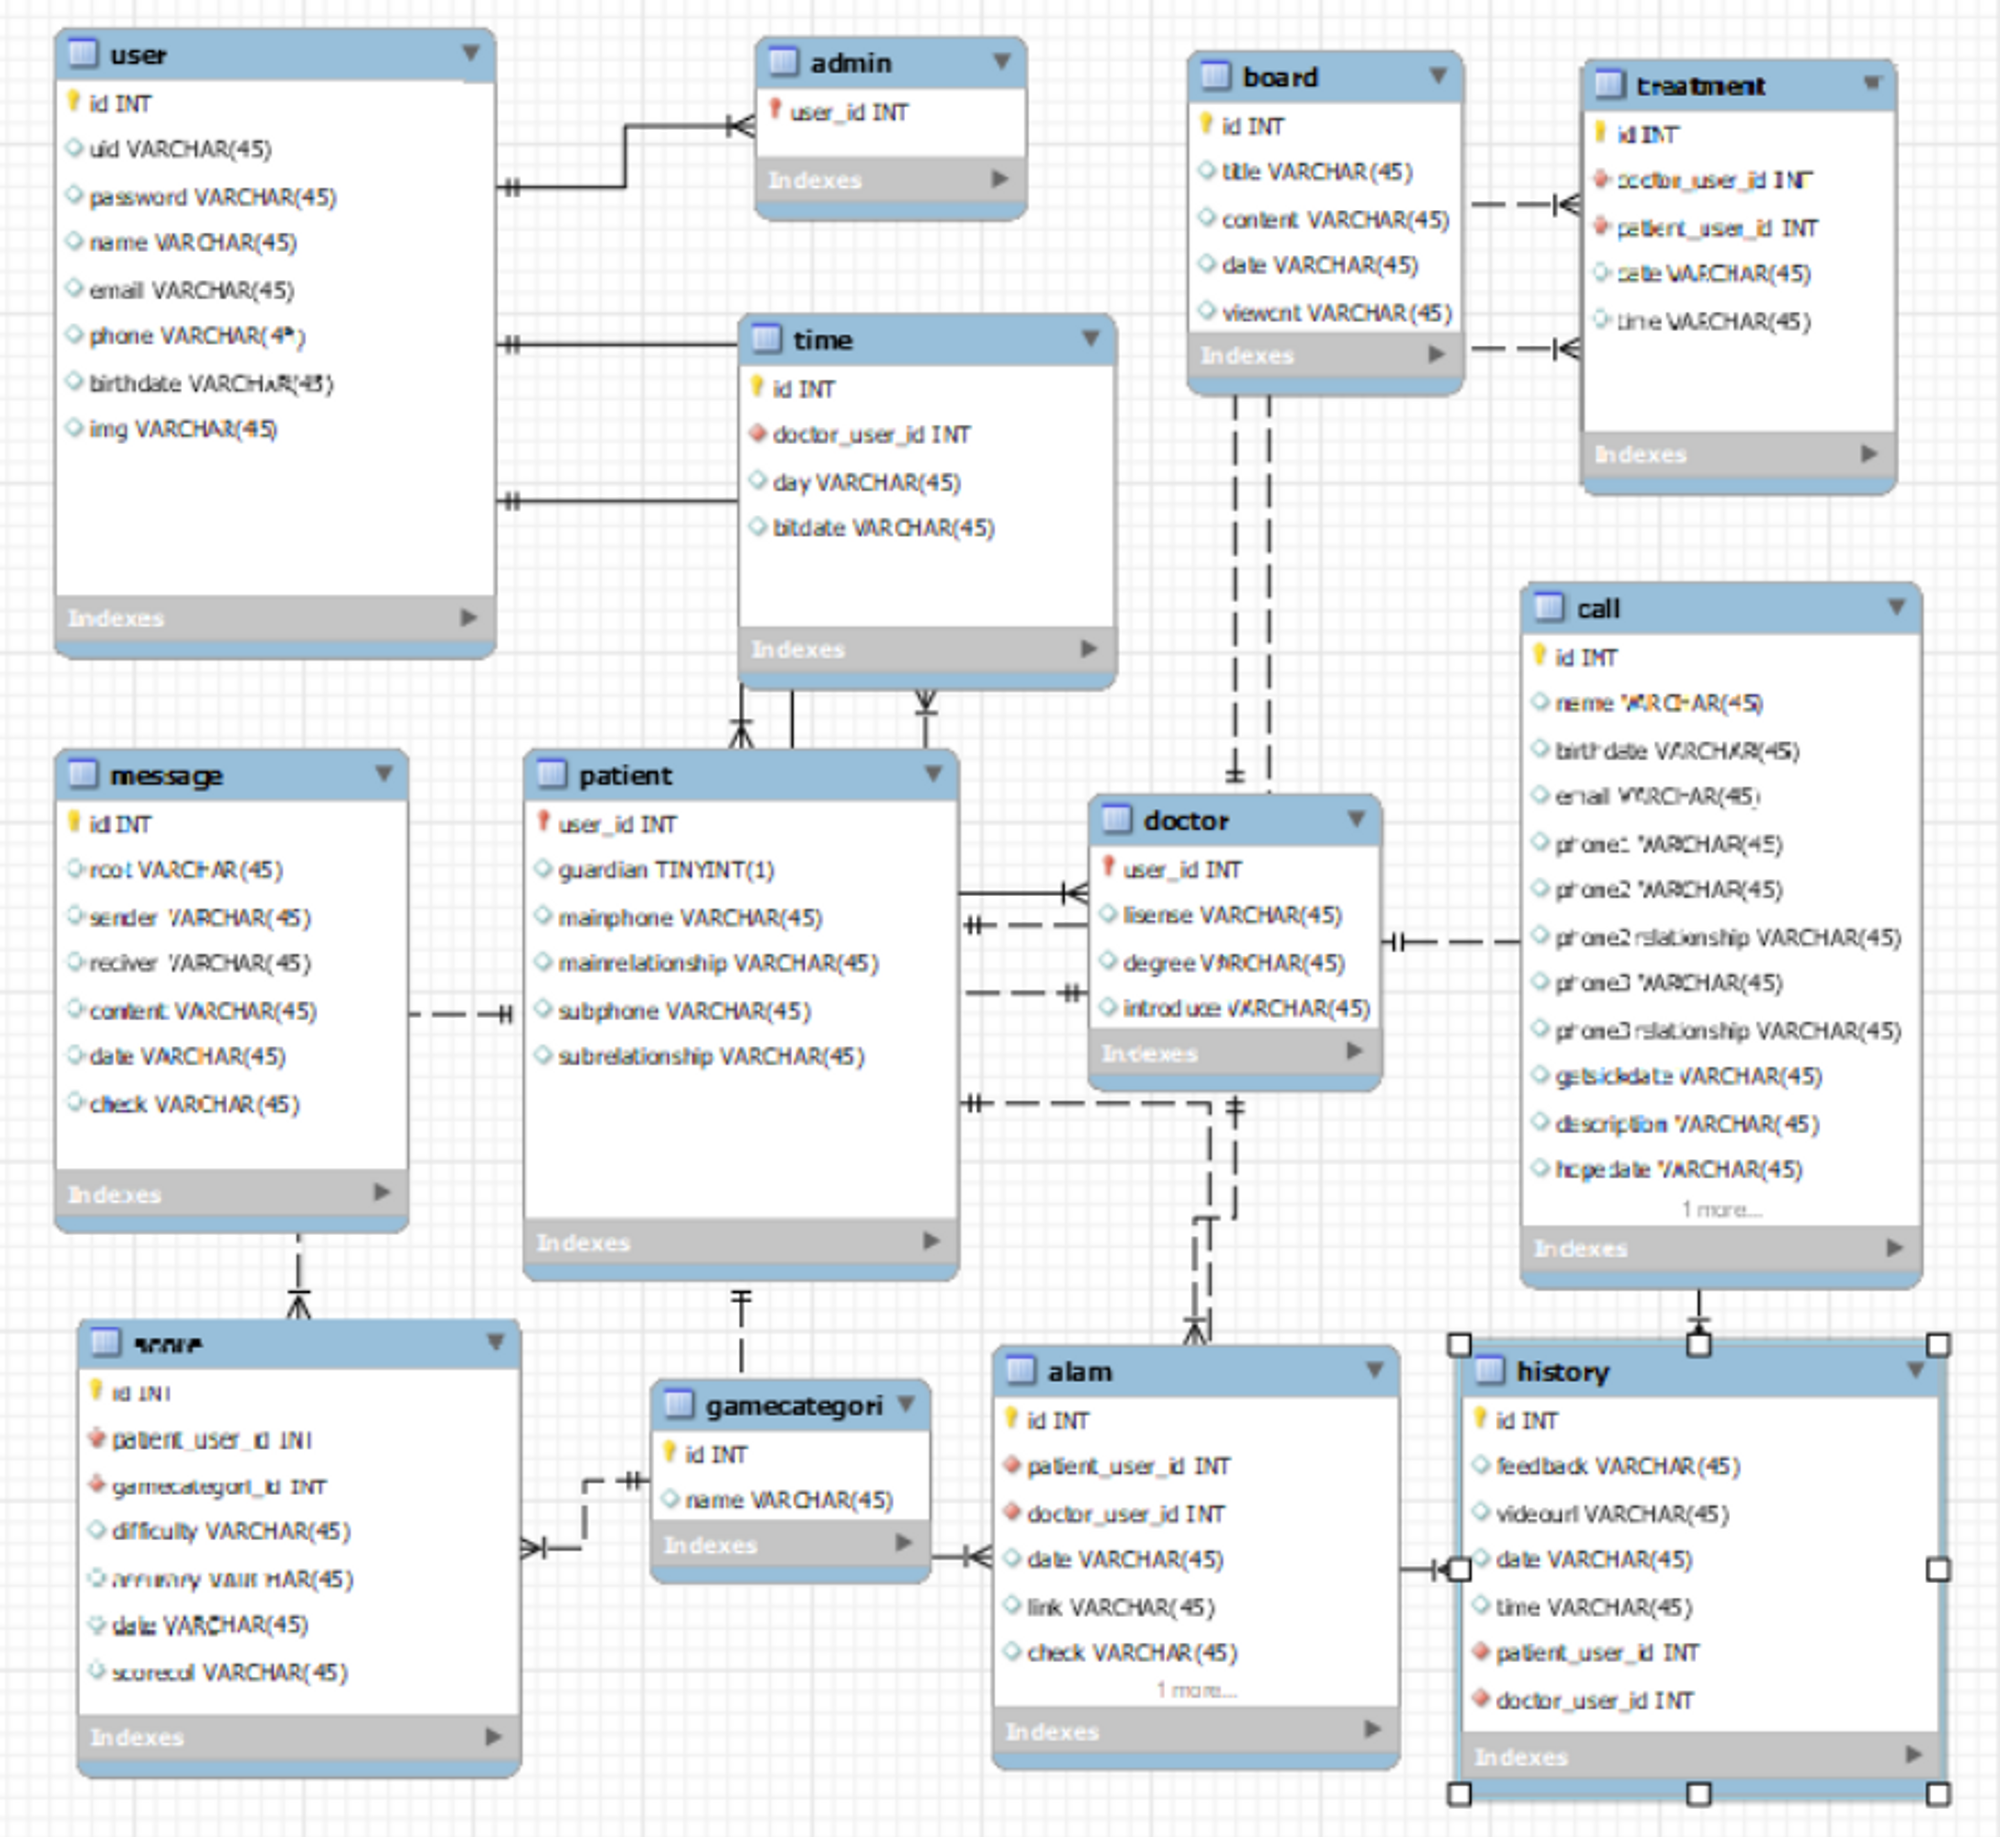 user
id INT
uid VARCHAR(45)
password VARCHAR(45)
name VARCHAR(45)
email VARCHAR(45)
phone
birthdate VARCHAR(45)
img VARCHAR(45)
Indexes
admin
user_id INT
Indexes
board
id INT
title VARCHAR(45)
content VARCHAR(45)
date VARCHAR(45)
viewcnt VARCHAR(45)
Indexes
treatment
id INT
doctor_user_id INT
patient_user_id INT
date VARCHAR(45)
time VARCHAR(45)
Indexes
time
id INT
doctor_user_id INT
day VARCHAR(45)
bitdate VARCHAR(45)
Indexes
call
id INT
name VARCHAR(45)
birthdate VARCHAR(45)
email VARCHAR(45)
phone1 VARCHAR(45)
phone2 VARCHAR(45)
phone2relationship VARCHAR(45)
phone3 VARCHAR(45)
phone3relationship VARCHAR(45)
getsickdate VARCHAR(45)
description VARCHAR(45)
hopedate VARCHAR(45)
1 more...
Indexes
message
id INT
root VARCHAR(45)
sender VARCHAR(45)
reciver VARCHAR(45)
content VARCHAR(45)
date VARCHAR(45)
check VARCHAR(45)
Indexes
patient
user_id INT
guardian TINYINT(1)
mainphone VARCHAR(45)
mainrelationship VARCHAR(45)
subphone VARCHAR(45)
subrelationship VARCHAR(45)
Indexes
doctor
user_id INT
lisense VARCHAR(45)
degree VARCHAR(45)
introduce VARCHAR(45)
Indexes
score
id INT
patient_user_id INT
gamecategori_id INT
difficulty VARCHAR(45)
accuracy VARCHAR(45)
date VARCHAR(45)
scorecol VARCHAR(45)
Indexes
gamecategori
id INT
name VARCHAR(45)
Indexes
alam
id INT
patient_user_id INT
doctor_user_id INT
date VARCHAR(45)
link VARCHAR(45)
check VARCHAR(45)
1 more...
Indexes
history
id INT
feedback VARCHAR(45)
videourl VARCHAR(45)
date VARCHAR(45)
time VARCHAR(45)
patient_user_id INT
doctor_user_id INT
Indexes